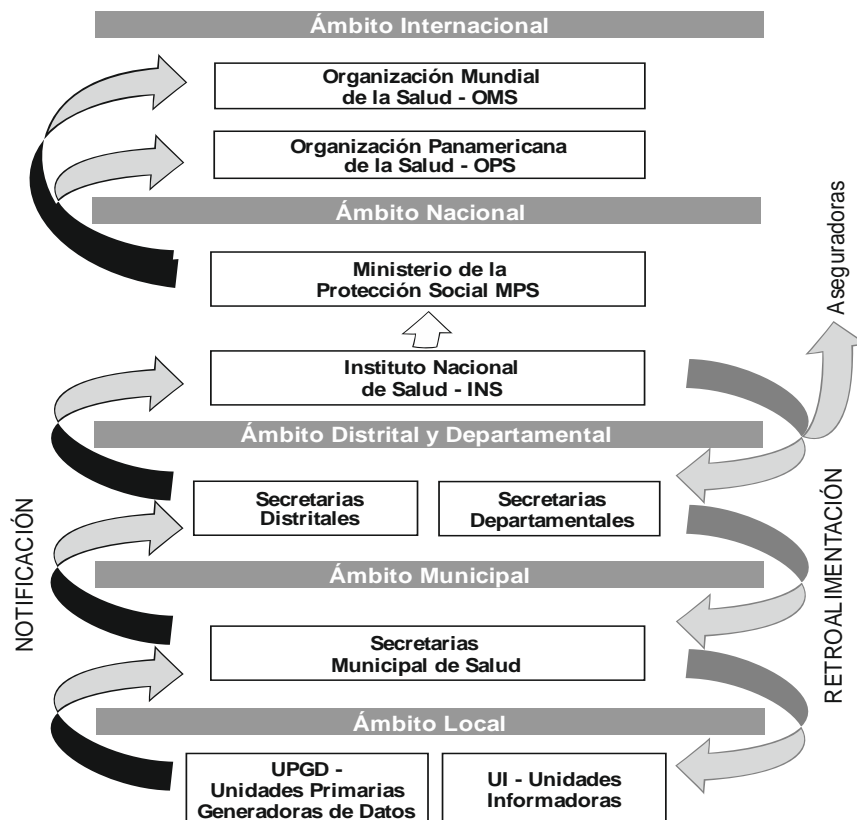 Ámbito Internacional
Organización Mundial
de la Salud - OMS
Organización Panamericana
de la Salud - OPS
Ámbito Nacional
Ministerio de la
Protección Social MPS
Aseguradoras
Instituto Nacional
de Salud - INS
Ámbito Distrital y Departamental
Secretarias
Distritales
Secretarias
Departamentales
NOTIFICACIÓN
RETROALIMENTACIÓN
Ámbito Municipal
Secretarias
Municipal de Salud
Ámbito Local
UPGD -
Unidades Primarias
Generadoras de Datos
UI - Unidades
Informadoras